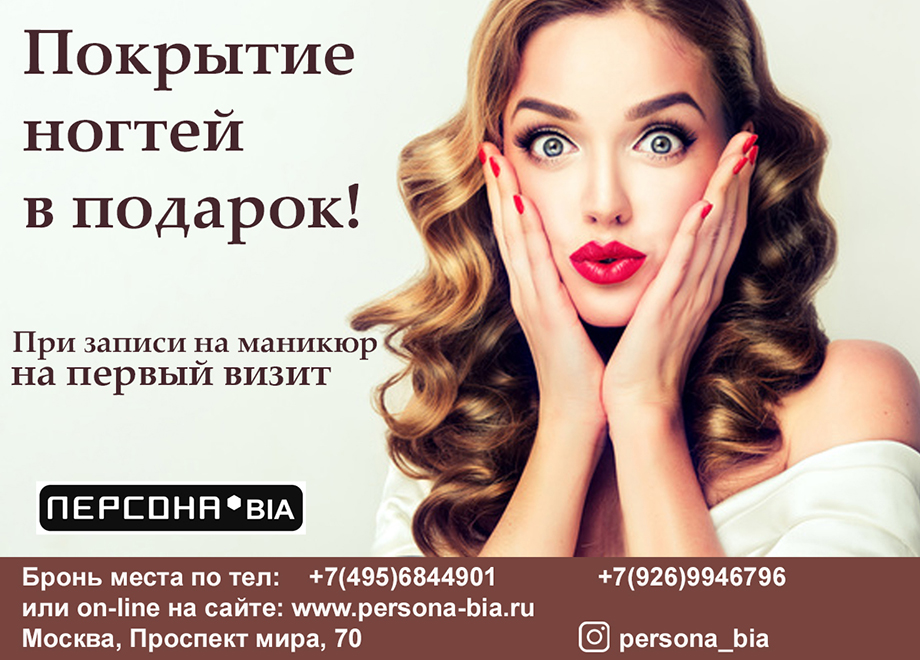 Покрытие
ногтей
в подарок!
При записи на маникюр
на первый визит
ПЕРСОНА BIA
Бронь места по тел: +7(495)6844901 +7(926)9946796
или on-line на сайте: www.persona-bia.ru
Москва, Проспект мира, 70 persona_bia